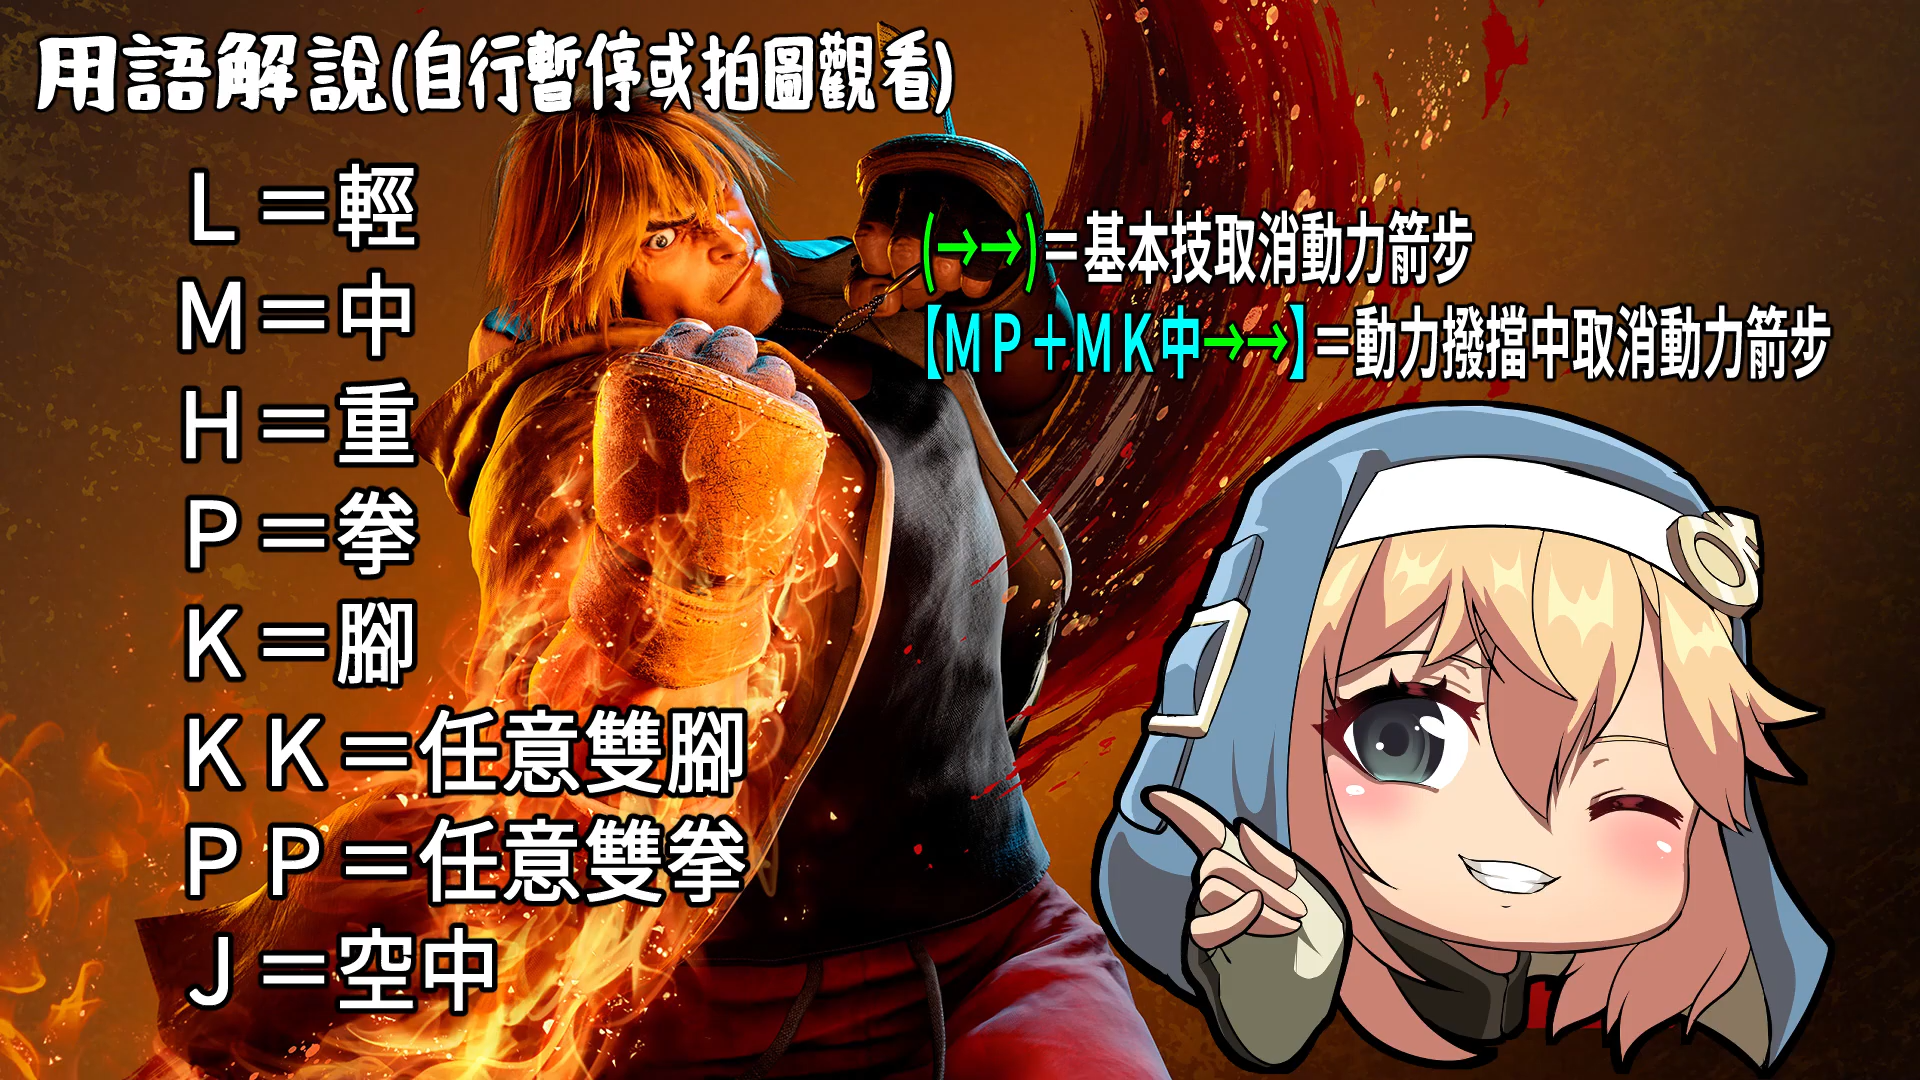 用語解說(自行暫停或拍圖觀看)
L＝輕
M＝中
H＝重
P＝拳
K＝腳
KK＝任意雙腳
PP＝任意雙拳
J＝空中
(→→)＝基本技取消動力箭步
【MP＋MK中→→】＝動力撥擋中取消動力箭步